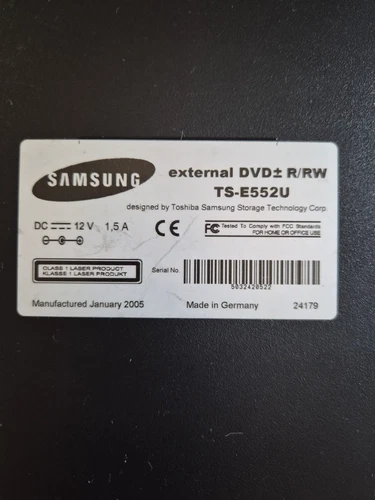 SAMSUNG
external DVD± R/RW
TS-E552U
designed by Toshiba Samsung Storage Technology Corp.
DC 12 V 1,5 A
CE
FC Tested To Comply with FCC Standards
FOR HOME OR OFFICE USE
CLASS 1 LASER PRODUCT
KLASSE 1 LASER PRODUKT
Serial No.
5032420522
Manufactured January 2005
Made in Germany
24179